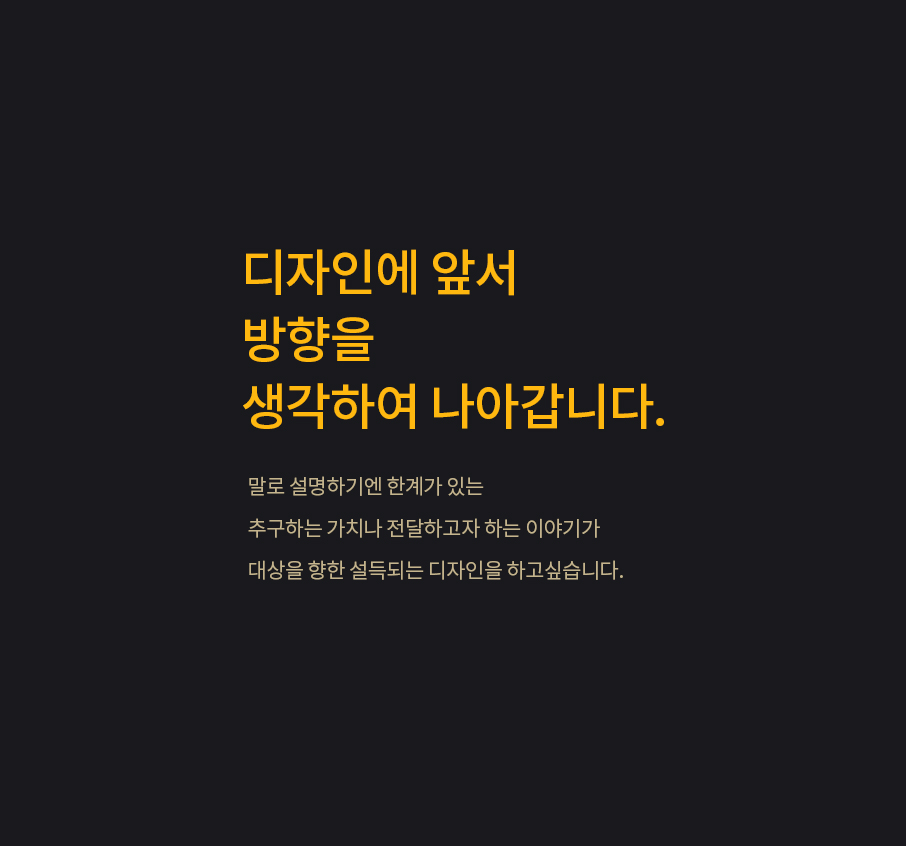 디자인에 앞서
방향을
생각하여 나아갑니다.
말로 설명하기엔 한계가 있는
추구하는 가치나 전달하고자 하는 이야기가
대상을 향한 설득되는 디자인을 하고싶습니다.